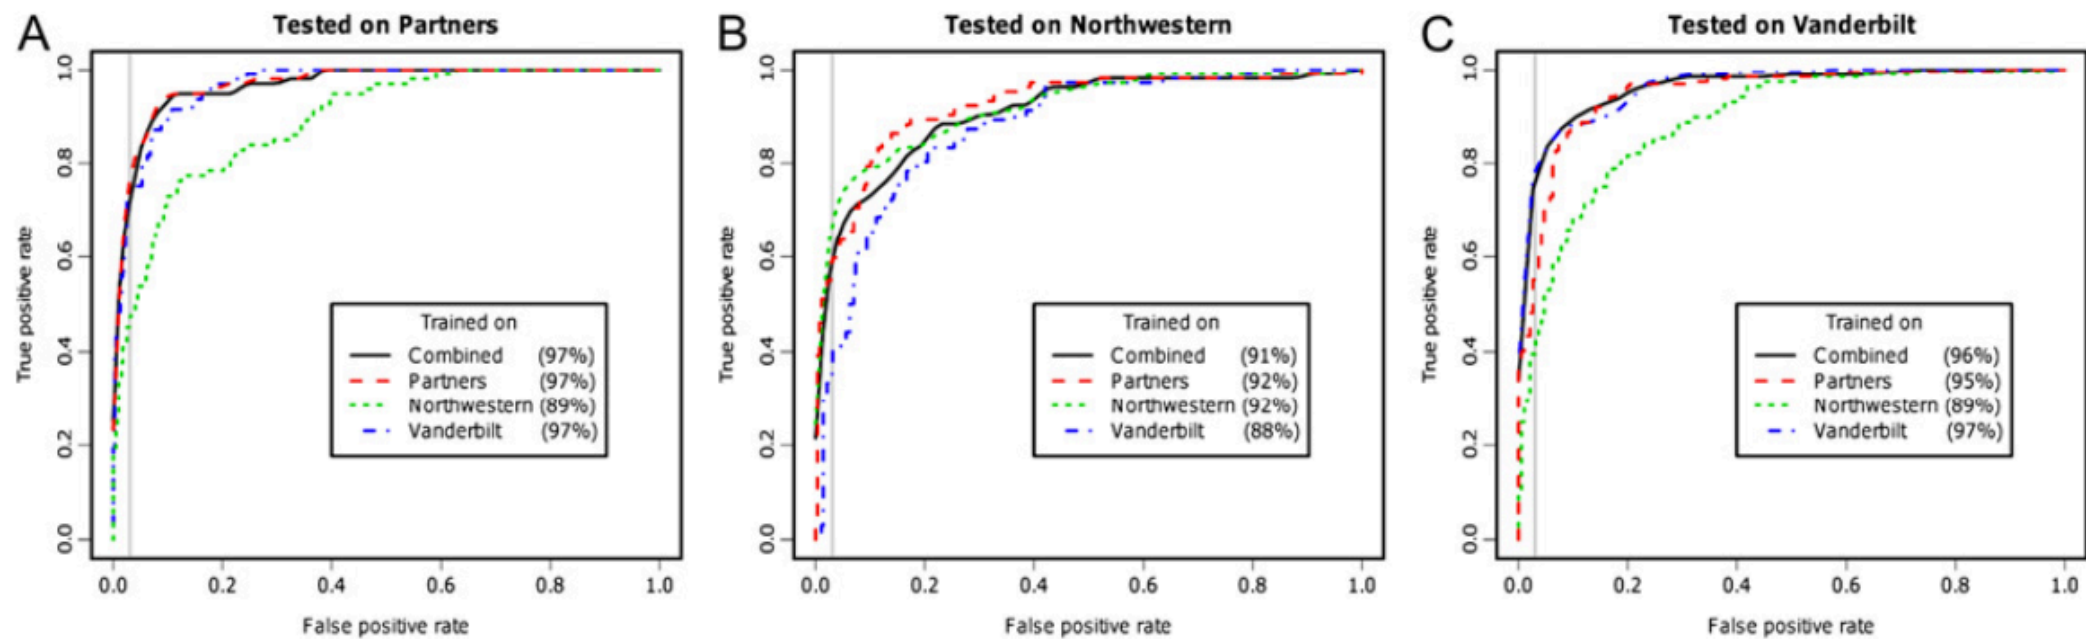 A
Tested on Partners
True positive rate
1.0
0.8
0.6
0.4
0.2
0.0
Trained on
Combined (97%)
Partners (97%)
Northwestern (89%)
Vanderbilt (97%)
0.0 0.2 0.4 0.6 0.8 1.0
False positive rate
B
Tested on Northwestern
True positive rate
1.0
0.8
0.6
0.4
0.2
0.0
Trained on
Combined (91%)
Partners (92%)
Northwestern (92%)
Vanderbilt (88%)
0.0 0.2 0.4 0.6 0.8 1.0
False positive rate
C
Tested on Vanderbilt
True positive rate
1.0
0.8
0.6
0.4
0.2
0.0
Trained on
Combined (96%)
Partners (95%)
Northwestern (89%)
Vanderbilt (97%)
0.0 0.2 0.4 0.6 0.8 1.0
False positive rate